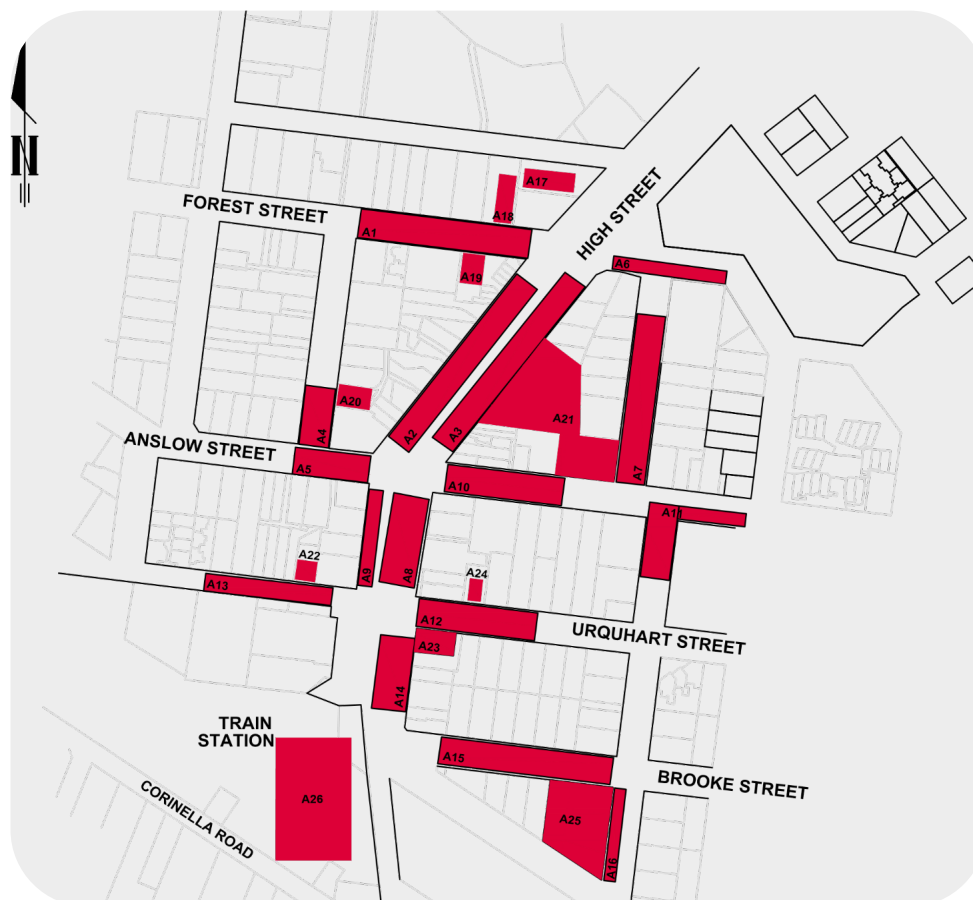 N
HIGH STREET
A17
A18
FOREST STREET
A1
A19
A6
A20
A21
A4
A2
A3
A7
ANSLOW STREET
A5
A10
A11
A22
A9
A8
A24
A13
A12
URQUHART STREET
A23
A14
TRAIN
STATION
A15
BROOKE STREET
CORINELLA ROAD
A26
A25
A16